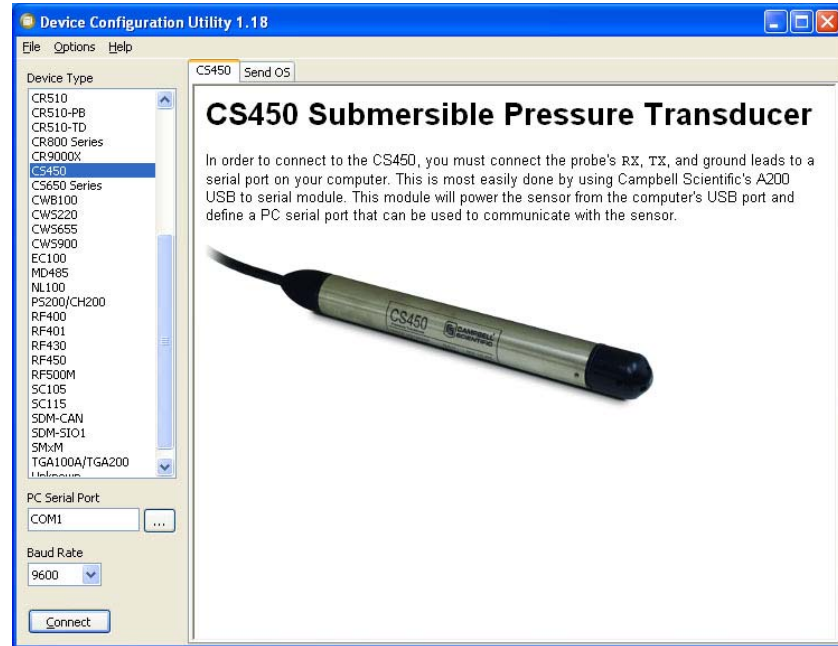 Device Configuration Utility 1.18
File Options Help
Device Type
CR510
CR510-PB
CR510-TD
CR800 Series
CR9000X
CS450
CS650 Series
CWB100
CWS220
CWS655
CWS900
EC100
MD485
NL100
PS200/CH200
RF400
RF401
RF430
RF450
RF500M
SC105
SC115
SDM-CAN
SDM-SIO1
SMxM
TGA100A/TGA200
Unknown
PC Serial Port
COM1
...
Baud Rate
9600
Connect
CS450 Send OS
CS450 Submersible Pressure Transducer
In order to connect to the CS450, you must connect the probe's RX, TX, and ground leads to a
serial port on your computer. This is most easily done by using Campbell Scientific's A200
USB to serial module. This module will power the sensor from the computer's USB port and
define a PC serial port that can be used to communicate with the sensor.
CS450
CAMPBELL
SCIENTIFIC